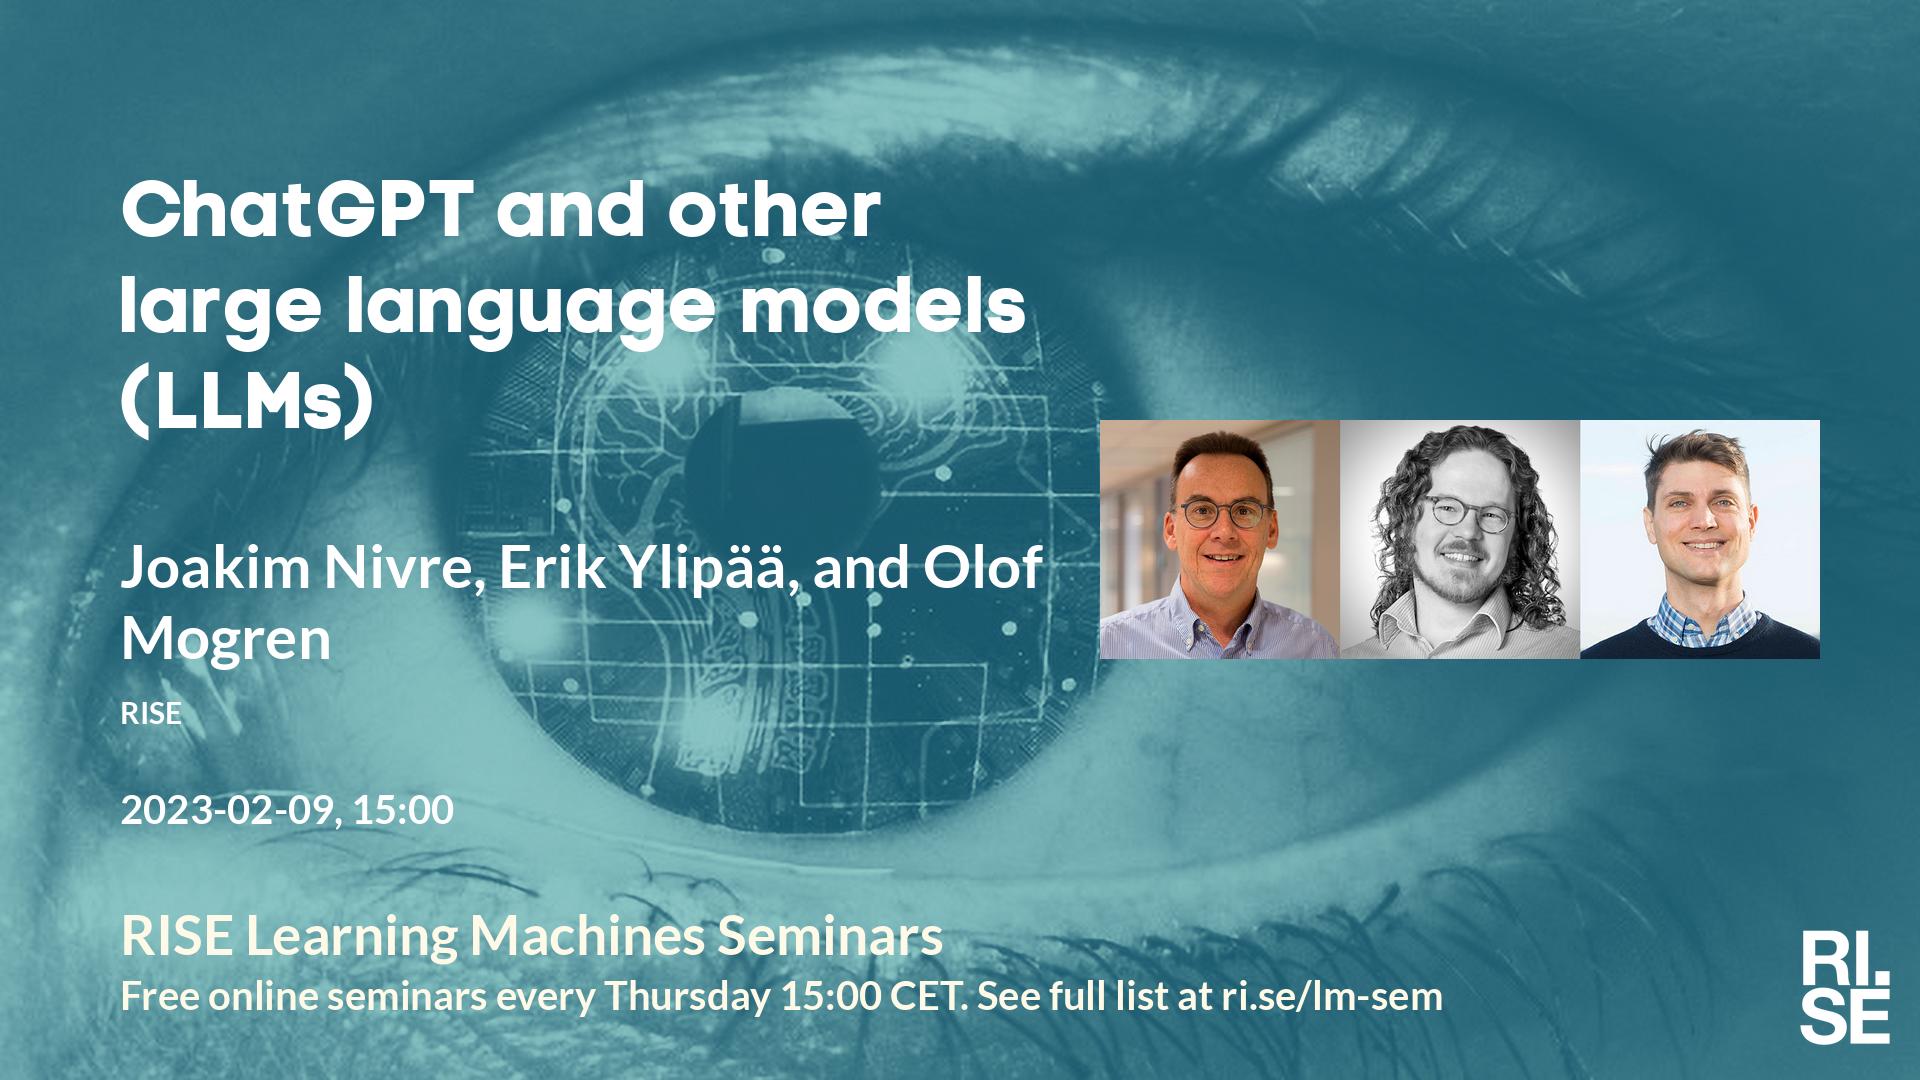 ChatGPT and other
large language models
(LLMs)
Joakim Nivre, Erik Ylipää, and Olof
Mogren
RISE
2023-02-09, 15:00
RISE Learning Machines Seminars
Free online seminars every Thursday 15:00 CET. See full list at ri.se/lm-sem
RI.
SE